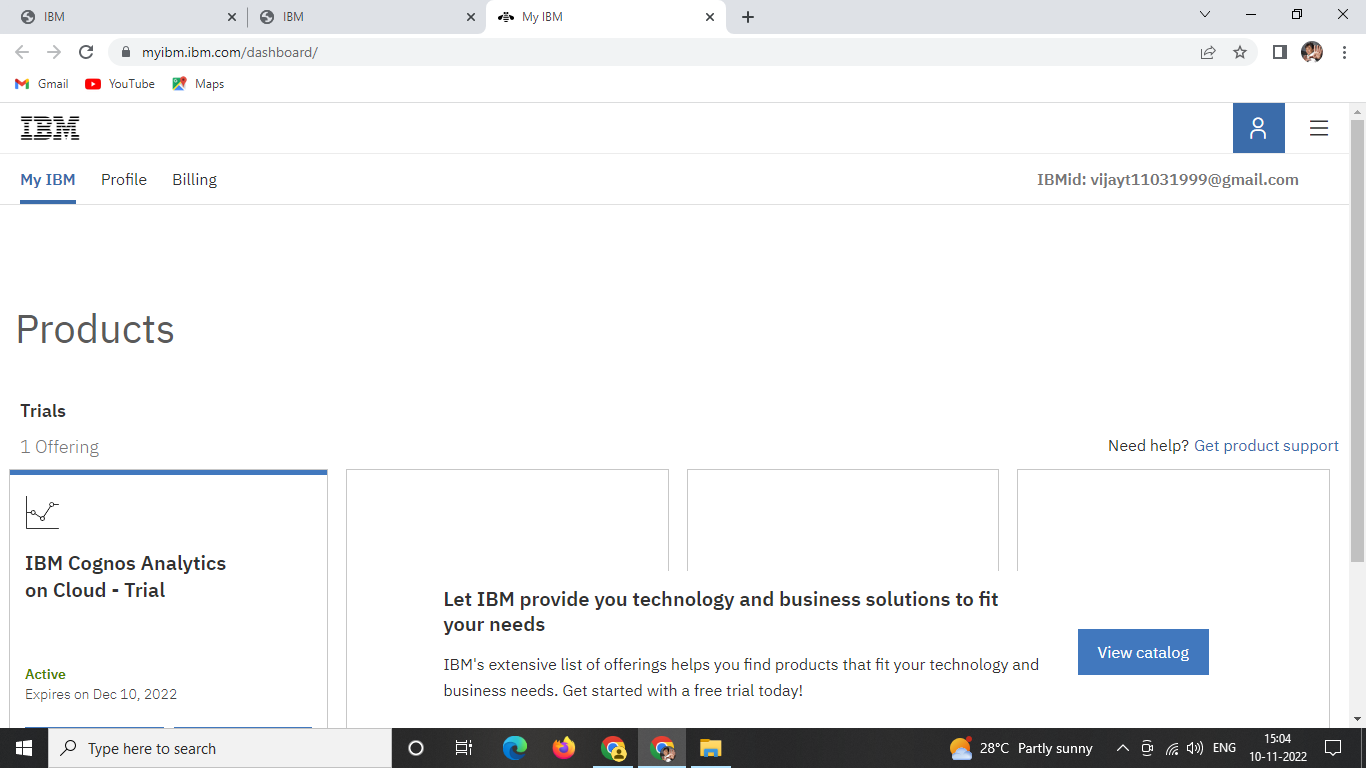 IBM
IBM
My IBM
myibm.ibm.com/dashboard/
Gmail
YouTube
Maps
IBM
My IBM
Profile
Billing
IBMid: vijayt11031999@gmail.com
Products
Trials
1 Offering
Need help? Get product support
IBM Cognos Analytics
on Cloud - Trial
Active
Expires on Dec 10, 2022
Let IBM provide you technology and business solutions to fit
your needs
IBM's extensive list of offerings helps you find products that fit your technology and
business needs. Get started with a free trial today!
View catalog
Type here to search
28°C Partly sunny
ENG
15:04
10-11-2022